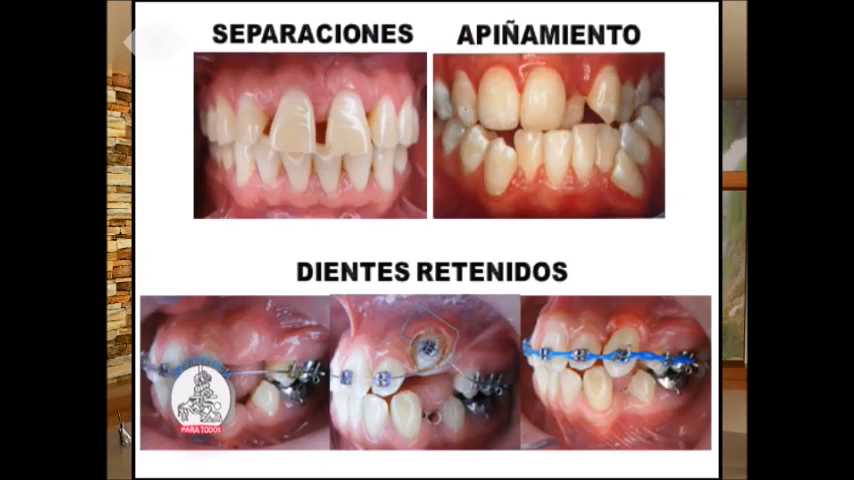 SEPARACIONES
APIÑAMIENTO
DIENTES RETENIDOS
PARA TODOS